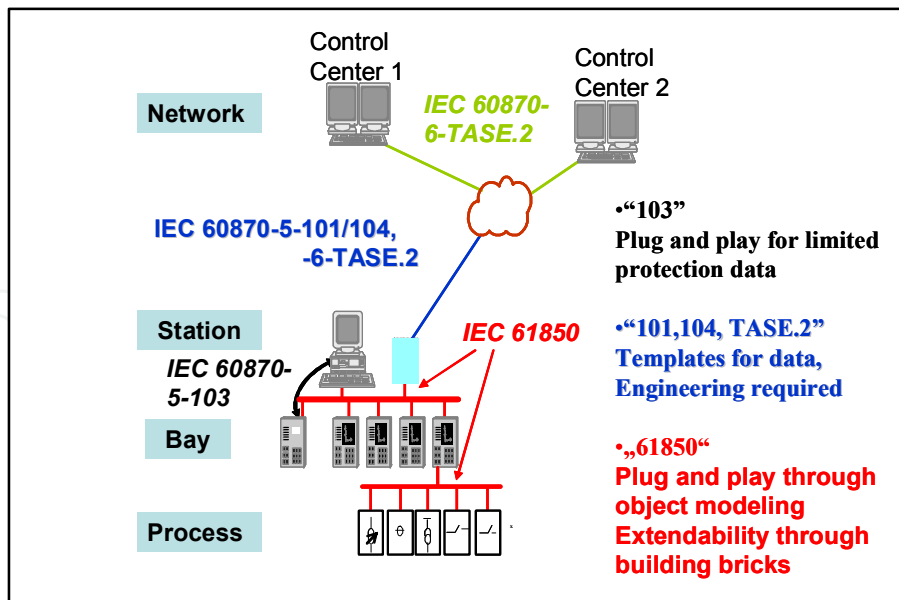 Control
Center 1
Control
Center 2
Network
IEC 60870-
6-TASE.2
IEC 60870-5-101/104,
-6-TASE.2
•“103”
Plug and play for limited
protection data
Station
IEC 61850
•“101,104, TASE.2”
Templates for data,
Engineering required
IEC 60870-
5-103
Bay
•„61850“
Plug and play through
object modeling
Extendability through
building bricks
Process